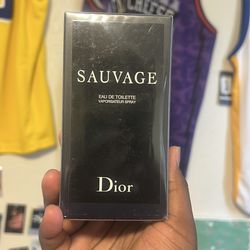 SAUVAGE
EAU DE TOILETTE
VAPORISATEUR SPRAY
Dior